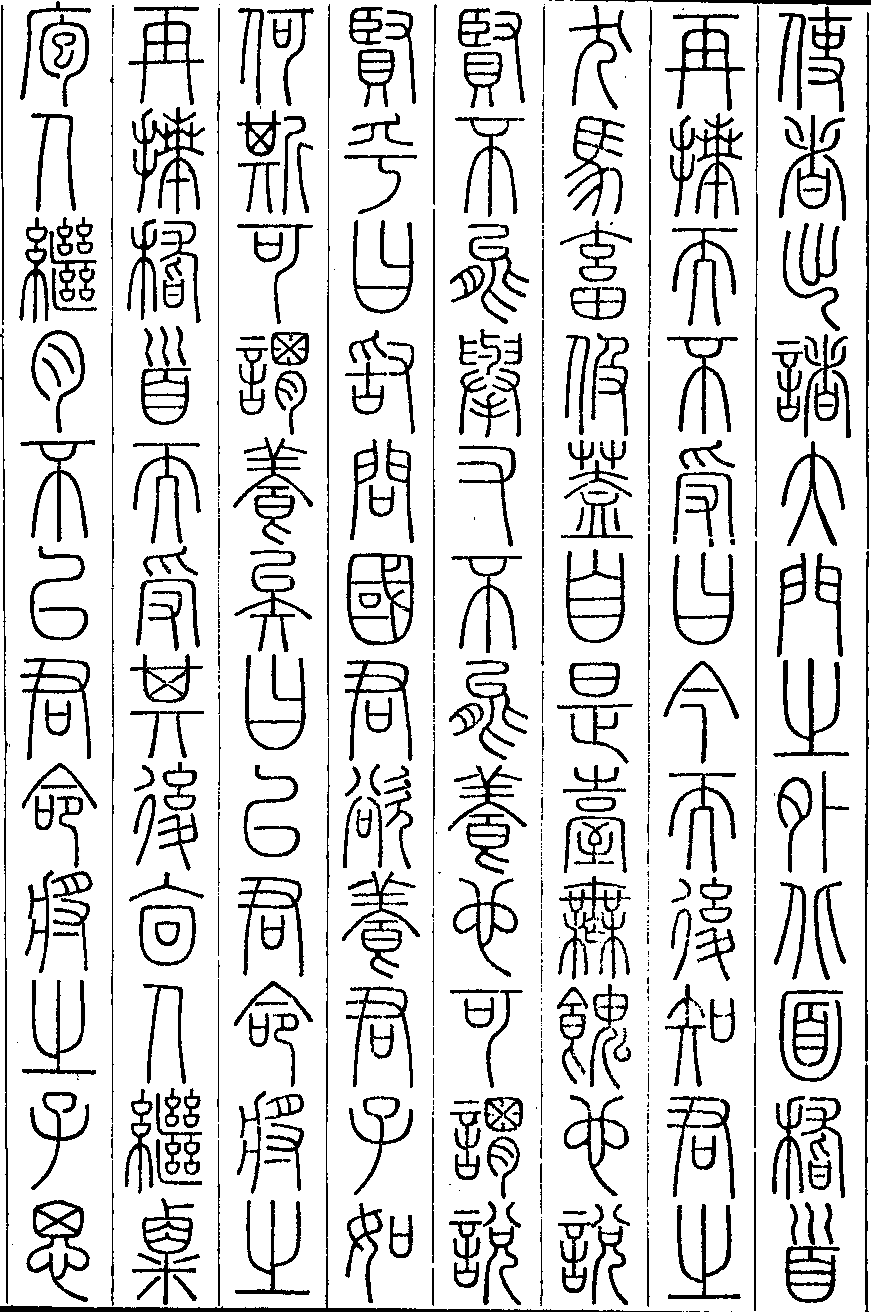 使者出諸大門之外北面稽首
再拜而不受曰今而後知君之
犬馬畜伋蓋自是臺無餽也說
賢不能舉又不能養也可謂說
賢乎曰敢問國君欲養君子如
何斯可謂養矣曰以君命將之
再拜稽首而受其後廩人繼粟
庖人繼肉不以君命將之子思